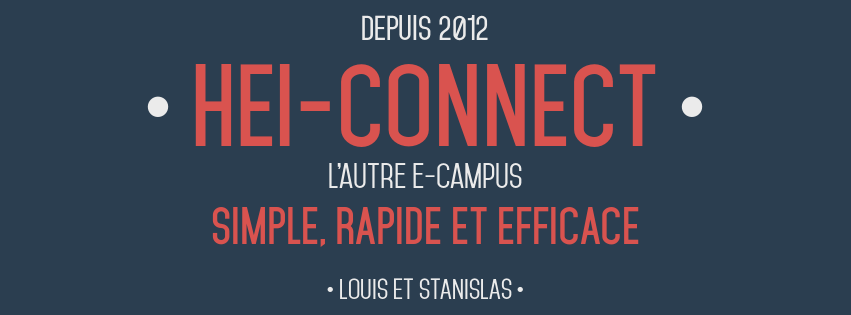 DEPUIS 2012
• HEI-CONNECT •
L'AUTRE E-CAMPUS
SIMPLE, RAPIDE ET EFFICACE
• LOUIS ET STANISLAS •